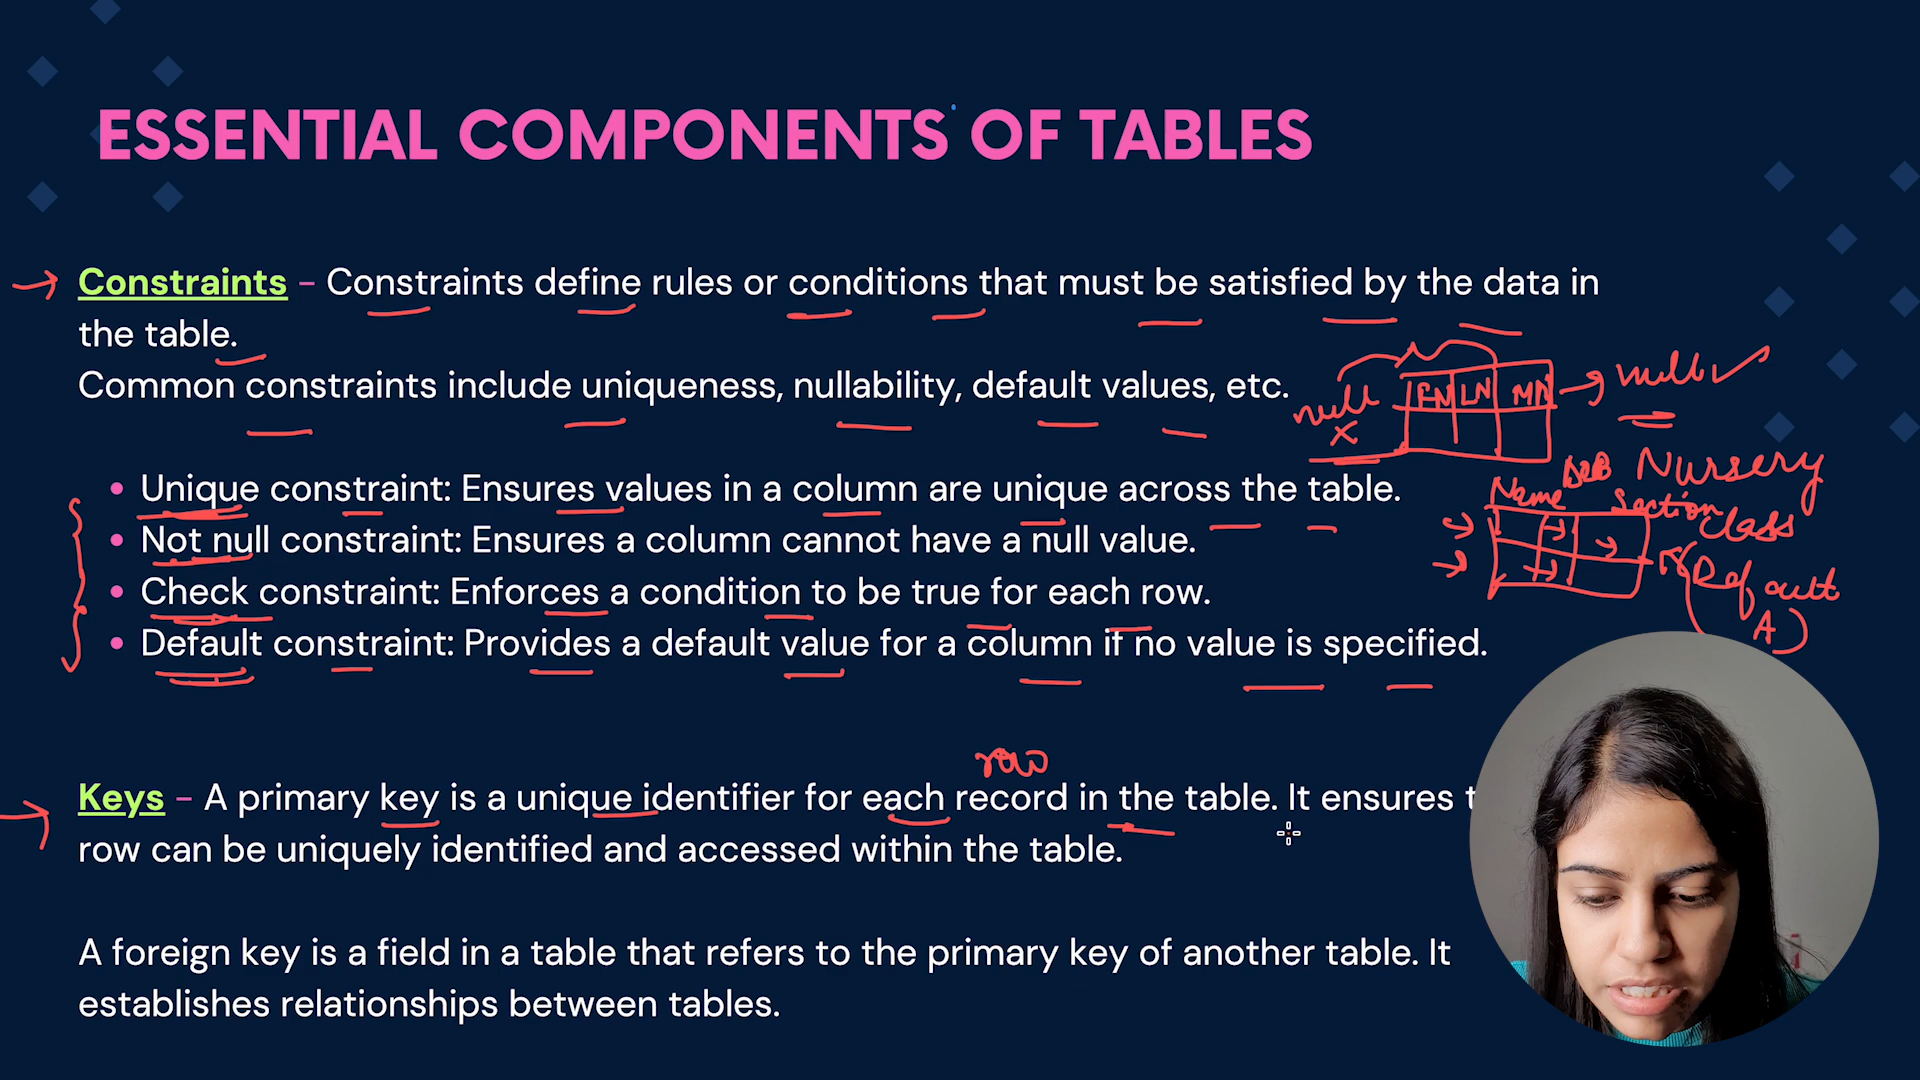 ESSENTIAL COMPONENTS OF TABLES
Constraints - Constraints define rules or conditions that must be satisfied by the data in
the table.
Common constraints include uniqueness, nullability, default values, etc.
null
X
FN LN MN
null ✓
• Unique constraint: Ensures values in a column are unique across the table.
• Not null constraint: Ensures a column cannot have a null value.
• Check constraint: Enforces a condition to be true for each row.
• Default constraint: Provides a default value for a column if no value is specified.
Nursery
Name
Section
class
(Default
A)
row
Keys - A primary key is a unique identifier for each record in the table. It ensures
row can be uniquely identified and accessed within the table.
A foreign key is a field in a table that refers to the primary key of another table. It
establishes relationships between tables.